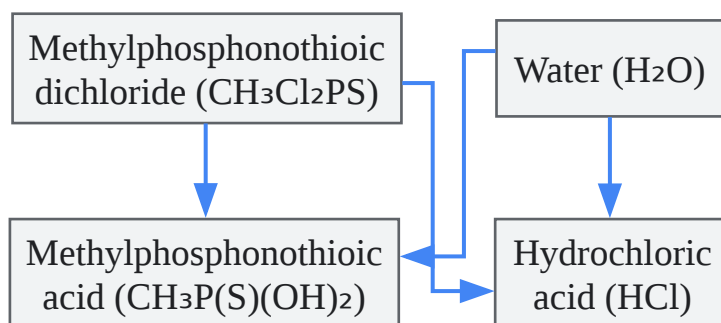 Methylphosphonothioic
dichloride (CH₃Cl₂PS)
Water (H₂O)
Methylphosphonothioic
acid (CH₃P(S)(OH)₂)
Hydrochloric
acid (HCl)